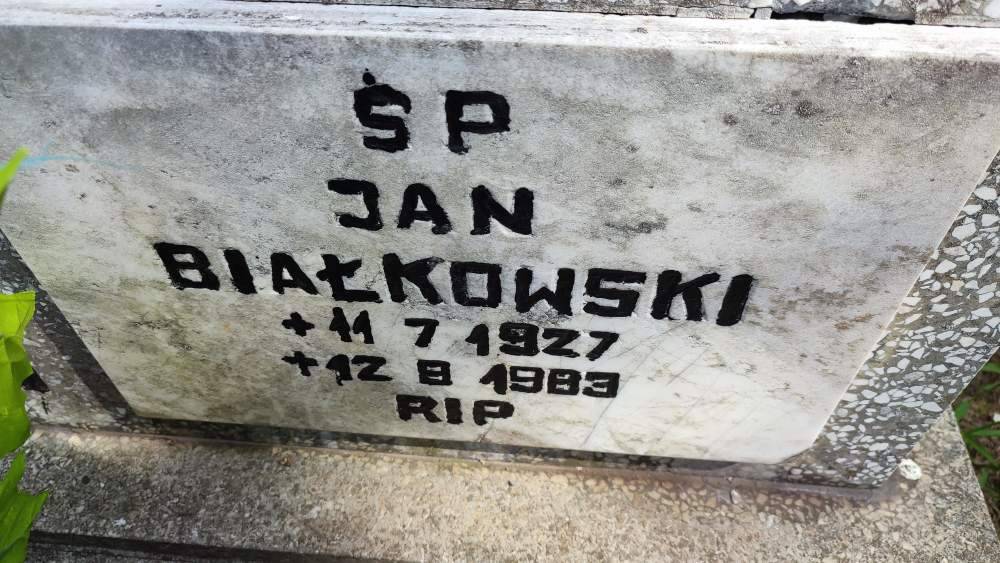 ŚP
JAN
BIAŁKOWSKI
+ 11 7 1927
+ 12 8 1983
RIP